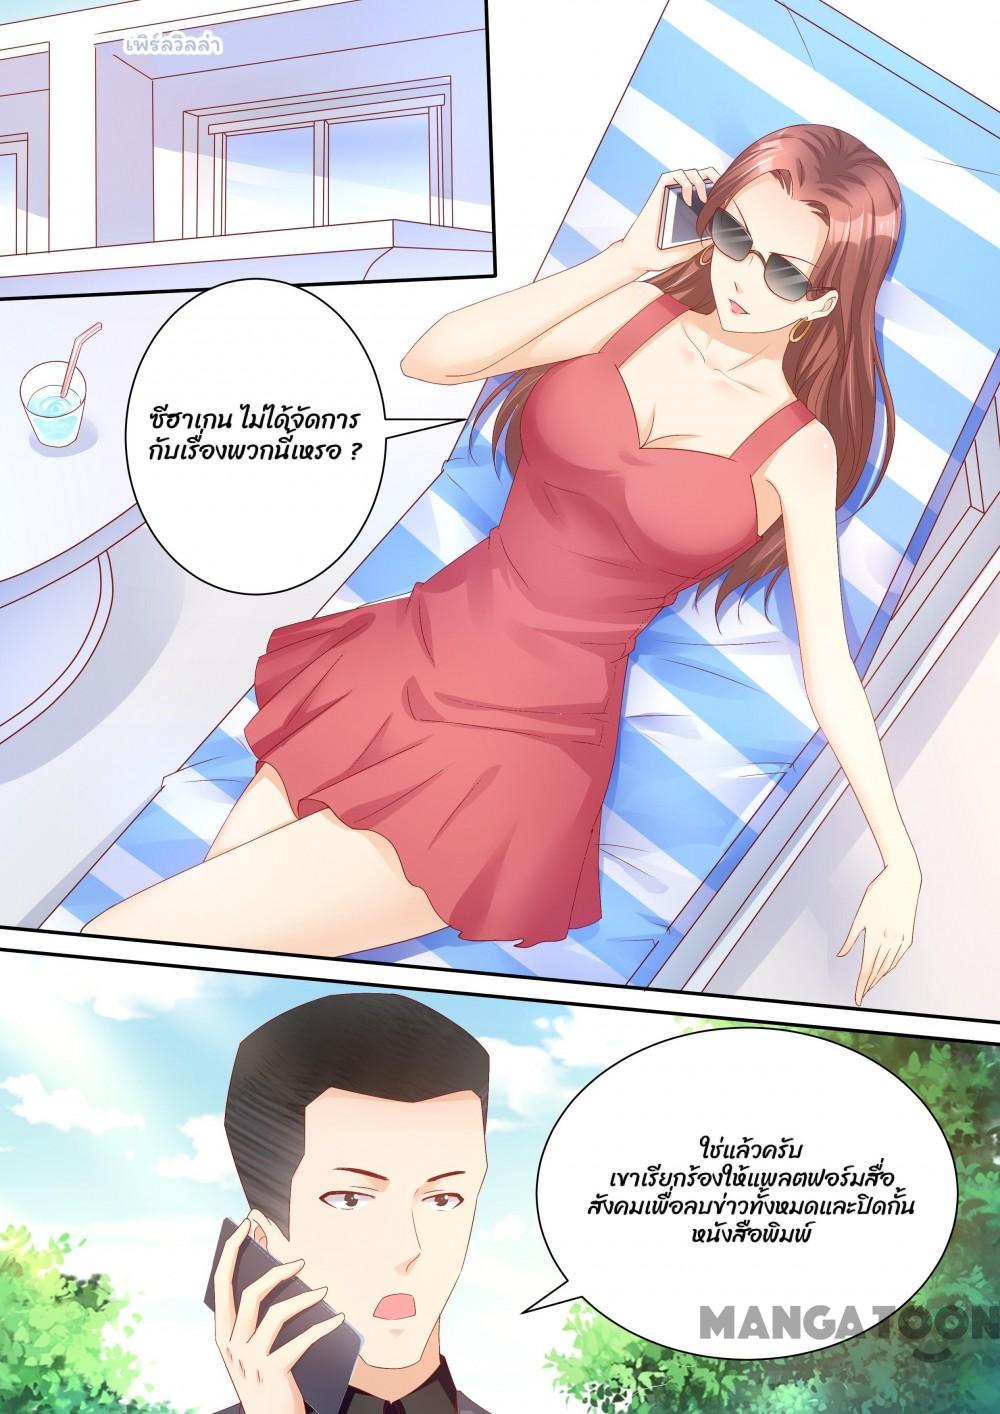 เพิร์ลวิลล่า
ซีฮาเกน ไม่ได้จัดการ
กับเรื่องพวกนี้เหรอ ?
ใช่แล้วครับ
เขาเรียกร้องให้แพลตฟอร์มสื่อ
สังคมเพื่อลบข่าวทั้งหมดและปิดกั้น
หนังสือพิมพ์
MANGATOON